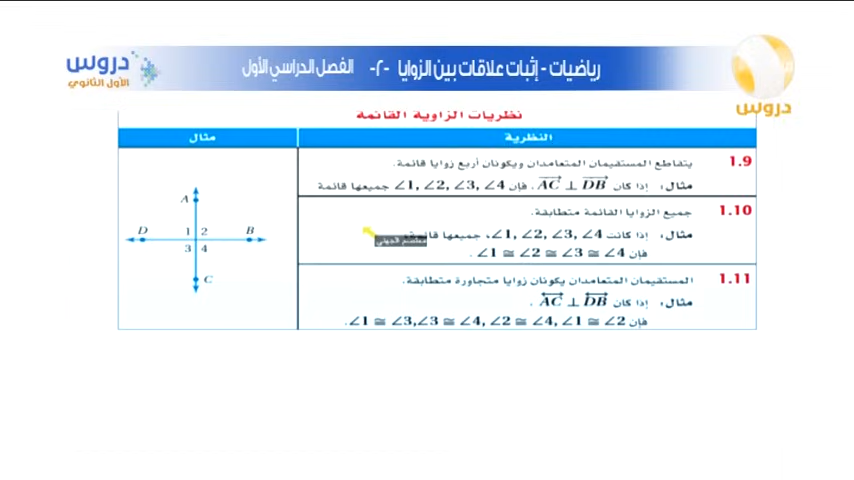 رياضيات - إثبات علاقات بين الزوايا -٢- الفصل الدراسي الأول
دروس
الأول الثانوي
دروس
نظريات الزاوية القائمة
النظرية
مثال
1.9
يتقاطع المستقيمان المتعامدان ويكونان أربع زوايا قائمة.
مثال: إذا كان AC ⊥ DB، فإن ∠1, ∠2, ∠3, ∠4 جميعها قائمة
1.10
جميع الزوايا القائمة متطابقة.
مثال: إذا كانت ∠1, ∠2, ∠3, ∠4، جميعها قائمة
فإن ∠1 ≅ ∠2 ≅ ∠3 ≅ ∠4 .
1.11
المستقيمان المتعامدان يكونان زوايا متجاورة متطابقة.
مثال: إذا كان AC ⊥ DB .
فإن ∠1 ≅ ∠3, ∠3 ≅ ∠4, ∠2 ≅ ∠4, ∠1 ≅ ∠2.
A
D 1 2 B
3 4
C